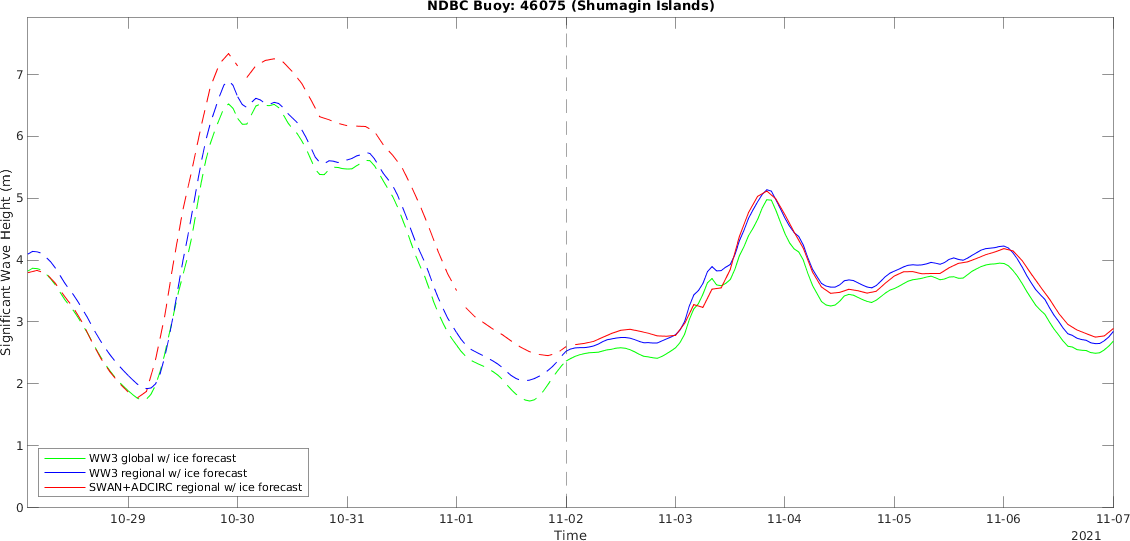 NDBC Buoy: 46075 (Shumagin Islands)
Significant Wave Height (m)
7
6
5
4
3
2
1
0
WW3 global w/ ice forecast
WW3 regional w/ ice forecast
SWAN+ADCIRC regional w/ ice forecast
10-29 10-30 10-31 11-01 11-02 11-03 11-04 11-05 11-06 11-07
Time
2021